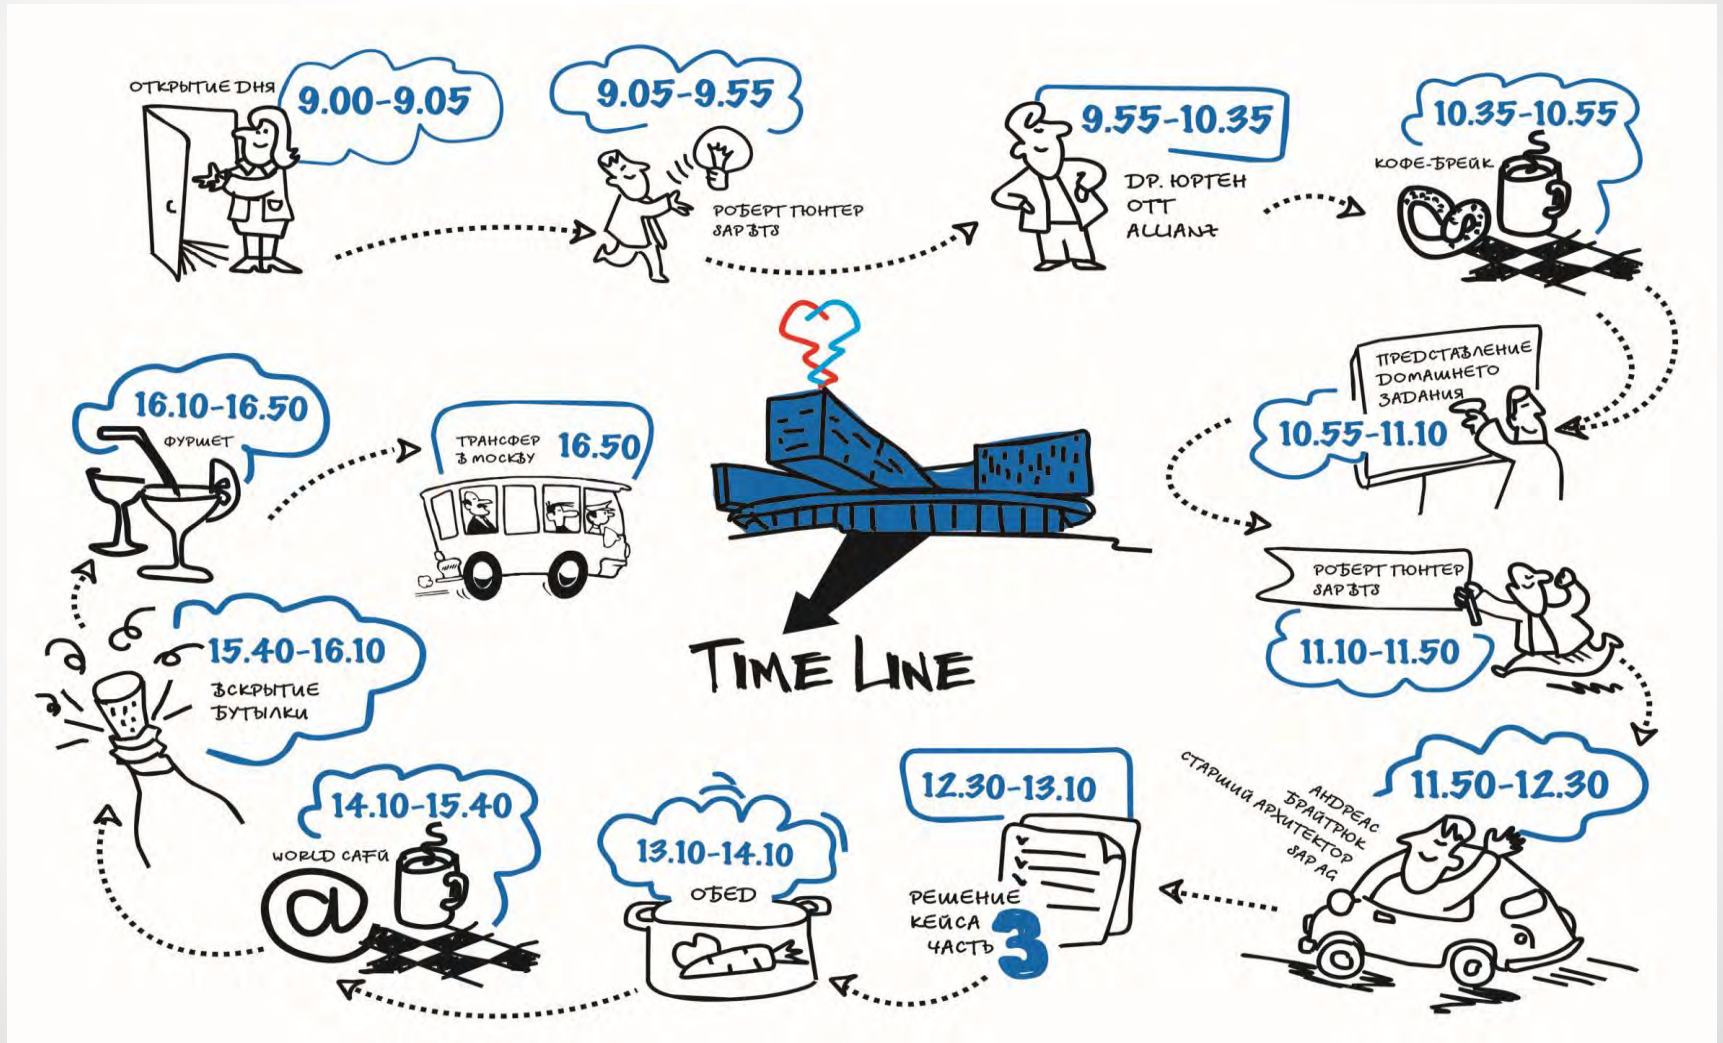 ОТКРЫТИЕ ДНЯ
9.00-9.05
9.05-9.55
РОБЕРТ ГЮНТЕР
SAP BTS
9.55-10.35
ДР. ЮРГЕН
ОТТ
ALLIANZ
10.35-10.55
КОФЕ-БРЕЙК
ПРЕДСТАВЛЕНИЕ
ДОМАШНЕГО
ЗАДАНИЯ
10.55-11.10
РОБЕРТ ГЮНТЕР
SAP BTS
11.10-11.50
11.50-12.30
АНДРЕАС
БРАЙТРЮК
СТАРШИЙ АРХИТЕКТОР
SAP AG
12.30-13.10
РЕШЕНИЕ
КЕЙСА
ЧАСТЬ 3
13.10-14.10
ОБЕД
14.10-15.40
WORLD CAFЙ
@
15.40-16.10
ВСКРЫТИЕ
БУТЫЛКИ
16.10-16.50
ФУРШЕТ
ТРАНСФЕР
В МОСКВУ
16.50
TIME LINE